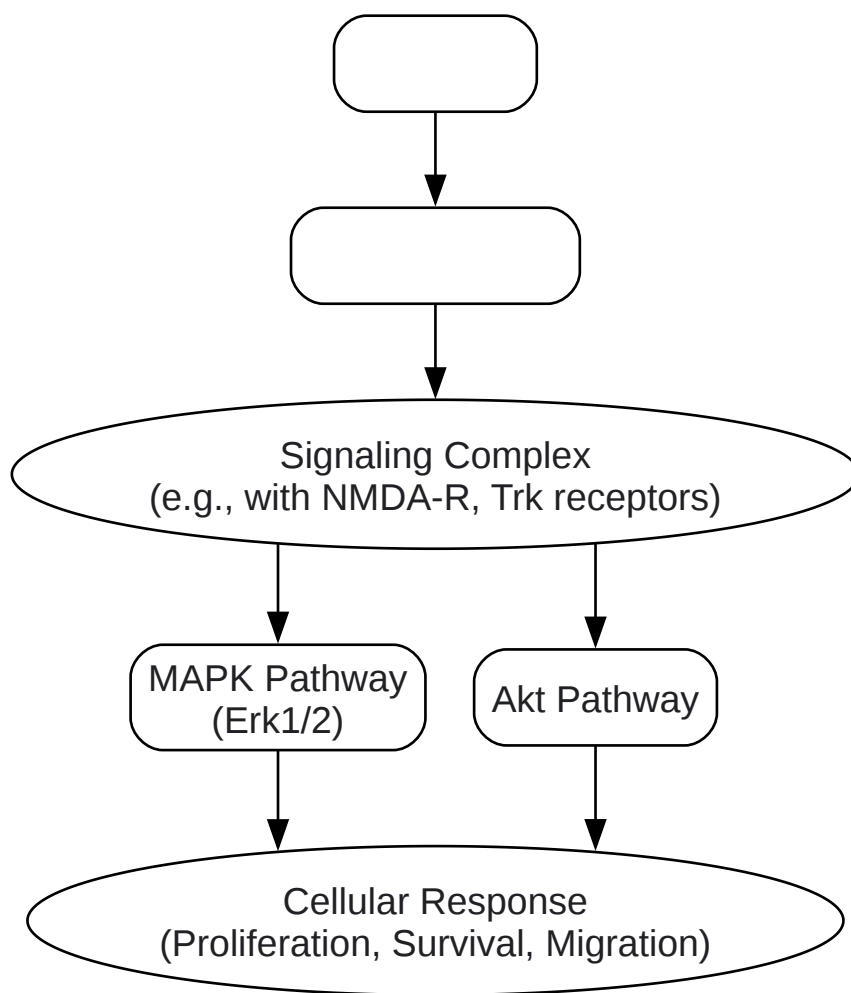 Signaling Complex
(e.g., with NMDA-R, Trk receptors)
MAPK Pathway
(Erk1/2)
Akt Pathway
Cellular Response
(Proliferation, Survival, Migration)